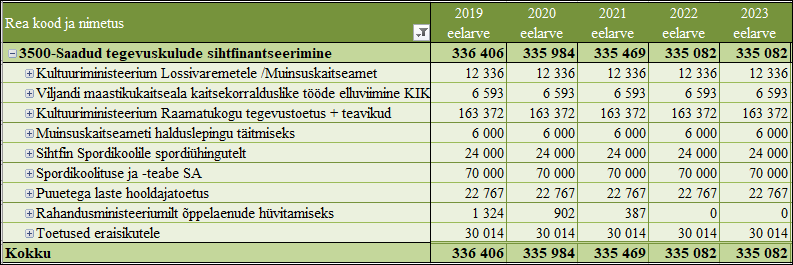 Rea kood ja nimetus 2019 eelarve 2020 eelarve 2021 eelarve 2022 eelarve 2023 eelarve
3500-Saadud tegevuskulude sihtfinantseerimine 336 406 335 984 335 469 335 082 335 082
Kultuuriministeerium Lossivaremetele /Muinsuskaitseamet 12 336 12 336 12 336 12 336 12 336
Viljandi maastikukaitseala kaitsekorralduslike tööde elluviimine KIK 6 593 6 593 6 593 6 593 6 593
Kultuuriministeerium Raamatukogu tegevustoetus + teavikud 163 372 163 372 163 372 163 372 163 372
Muinsuskaitseameti halduslepingu täitmiseks 6 000 6 000 6 000 6 000 6 000
Sihtfin Spordikoolile spordiühingutelt 24 000 24 000 24 000 24 000 24 000
Spordikoolituse ja -teabe SA 70 000 70 000 70 000 70 000 70 000
Puuetega laste hooldajatoetus 22 767 22 767 22 767 22 767 22 767
Rahandusministeeriumilt õppelaenude hüvitamiseks 1 324 902 387 0 0
Toetused eraisikutele 30 014 30 014 30 014 30 014 30 014
Kokku 336 406 335 984 335 469 335 082 335 082